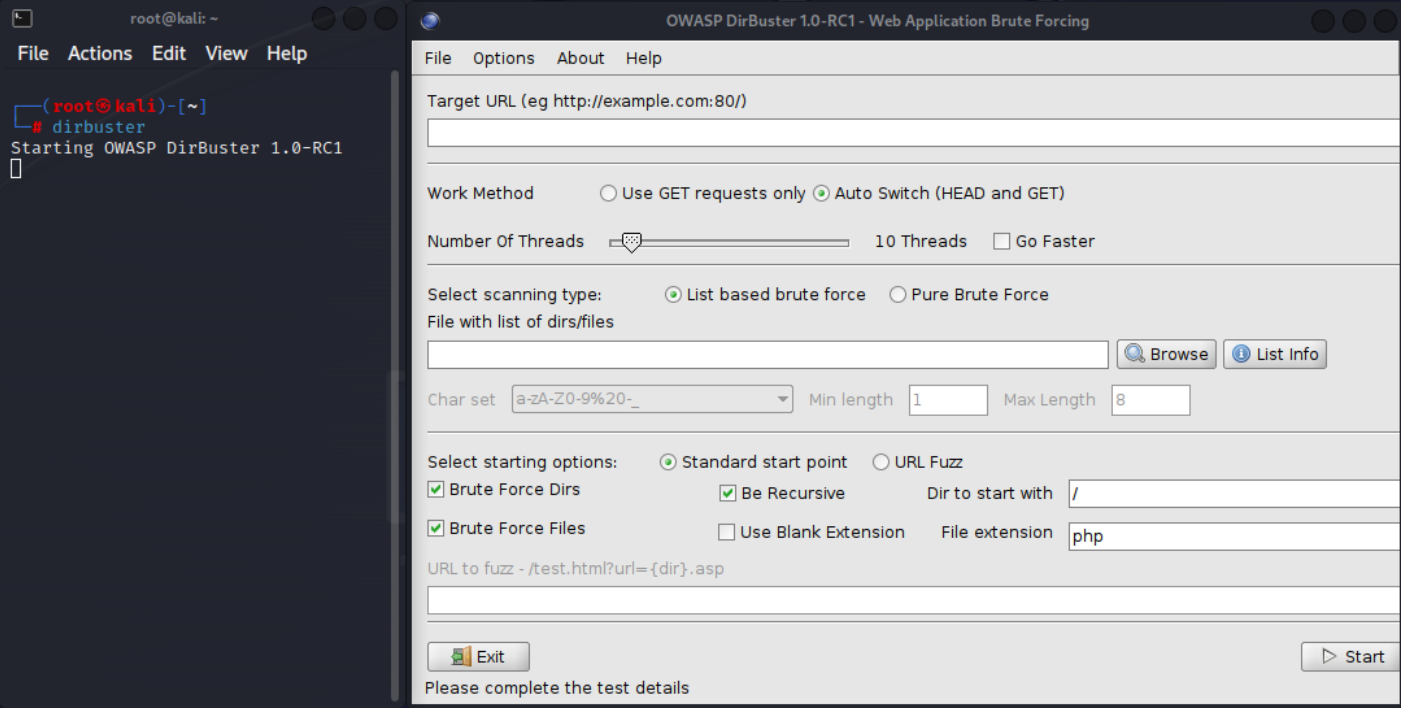 root@kali: ~
File Actions Edit View Help
┌──(root㉿kali)-[~]
└─# dirbuster
Starting OWASP DirBuster 1.0-RC1
OWASP DirBuster 1.0-RC1 - Web Application Brute Forcing
File Options About Help
Target URL (eg http://example.com:80/)
Work Method Use GET requests only Auto Switch (HEAD and GET)
Number Of Threads 10 Threads Go Faster
Select scanning type: List based brute force Pure Brute Force
File with list of dirs/files
Browse List Info
Char set a-zA-Z0-9%20-_ Min length 1 Max Length 8
Select starting options: Standard start point URL Fuzz
Brute Force Dirs Be Recursive Dir to start with /
Brute Force Files Use Blank Extension File extension php
URL to fuzz - /test.html?url={dir}.asp
Exit Start
Please complete the test details